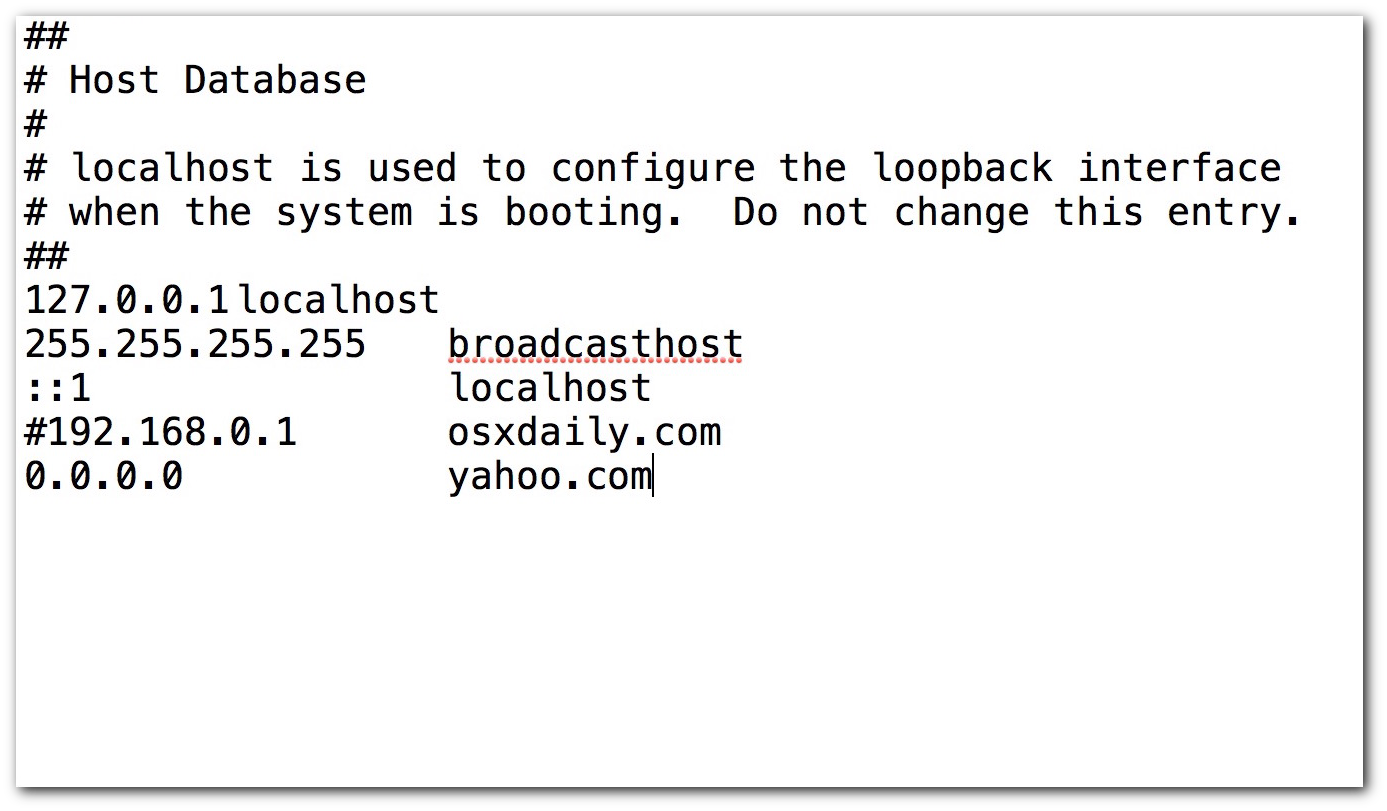 ##
# Host Database
#
# localhost is used to configure the loopback interface
# when the system is booting.  Do not change this entry.
##
127.0.0.1 localhost
255.255.255.255 broadcasthost
::1 localhost
#192.168.0.1 osxdaily.com
0.0.0.0 yahoo.com